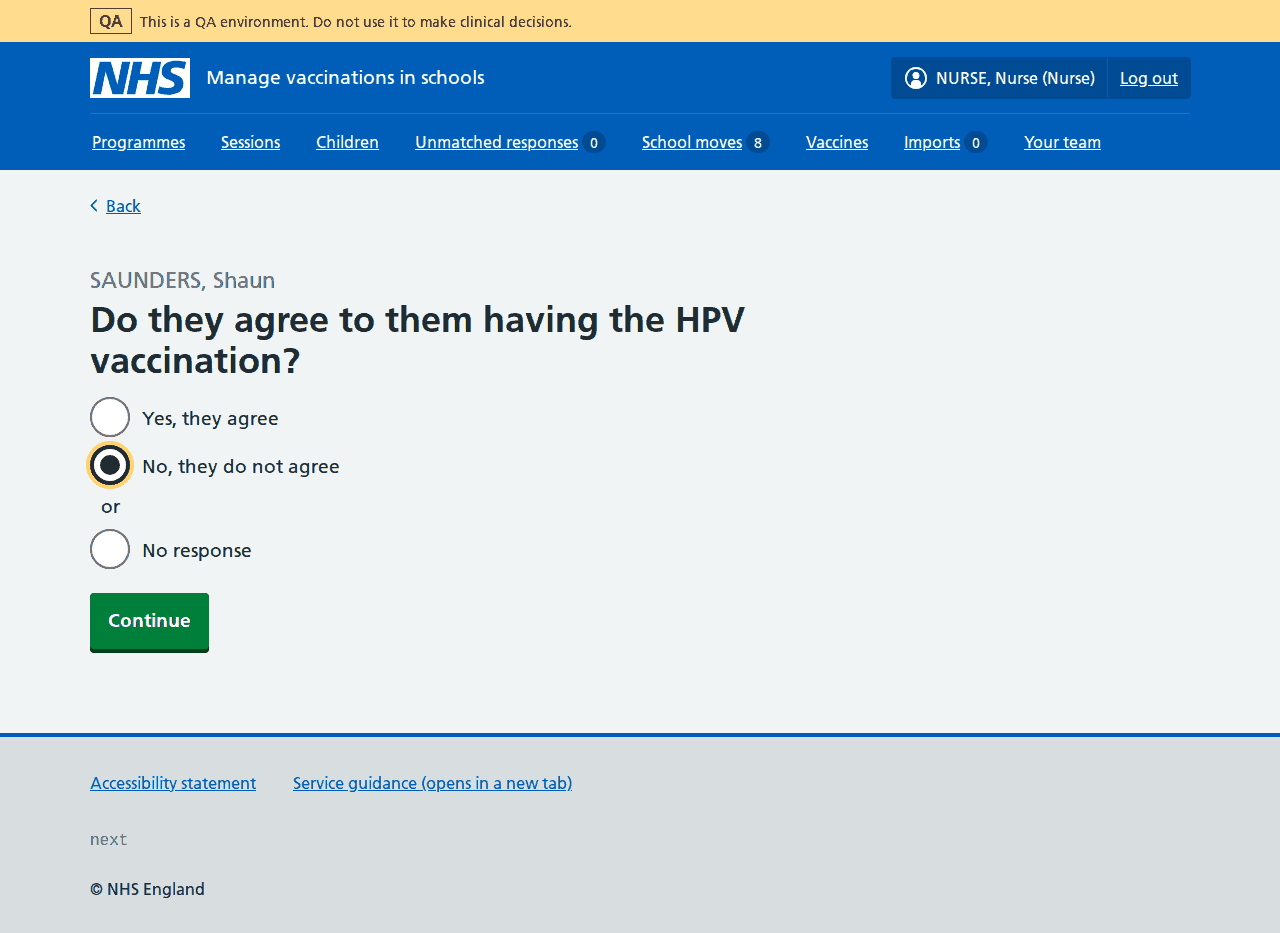 QA This is a QA environment. Do not use it to make clinical decisions.
NHS Manage vaccinations in schools NURSE, Nurse (Nurse) Log out
Programmes Sessions Children Unmatched responses 0 School moves 8 Vaccines Imports 0 Your team
Back
SAUNDERS, Shaun
Do they agree to them having the HPV
vaccination?
Yes, they agree
No, they do not agree
or
No response
Continue
Accessibility statement Service guidance (opens in a new tab)
next
© NHS England